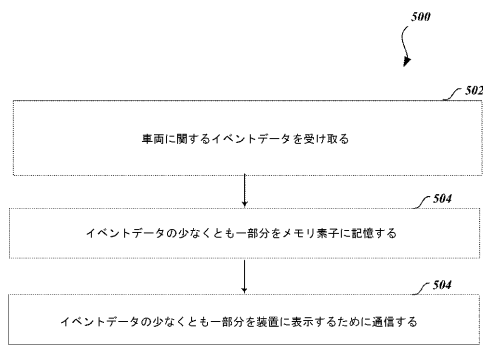 500
502
車両に関するイベントデータを受け取る
504
イベントデータの少なくとも一部分をメモリ素子に記憶する
504
イベントデータの少なくとも一部分を装置に表示するために通信する